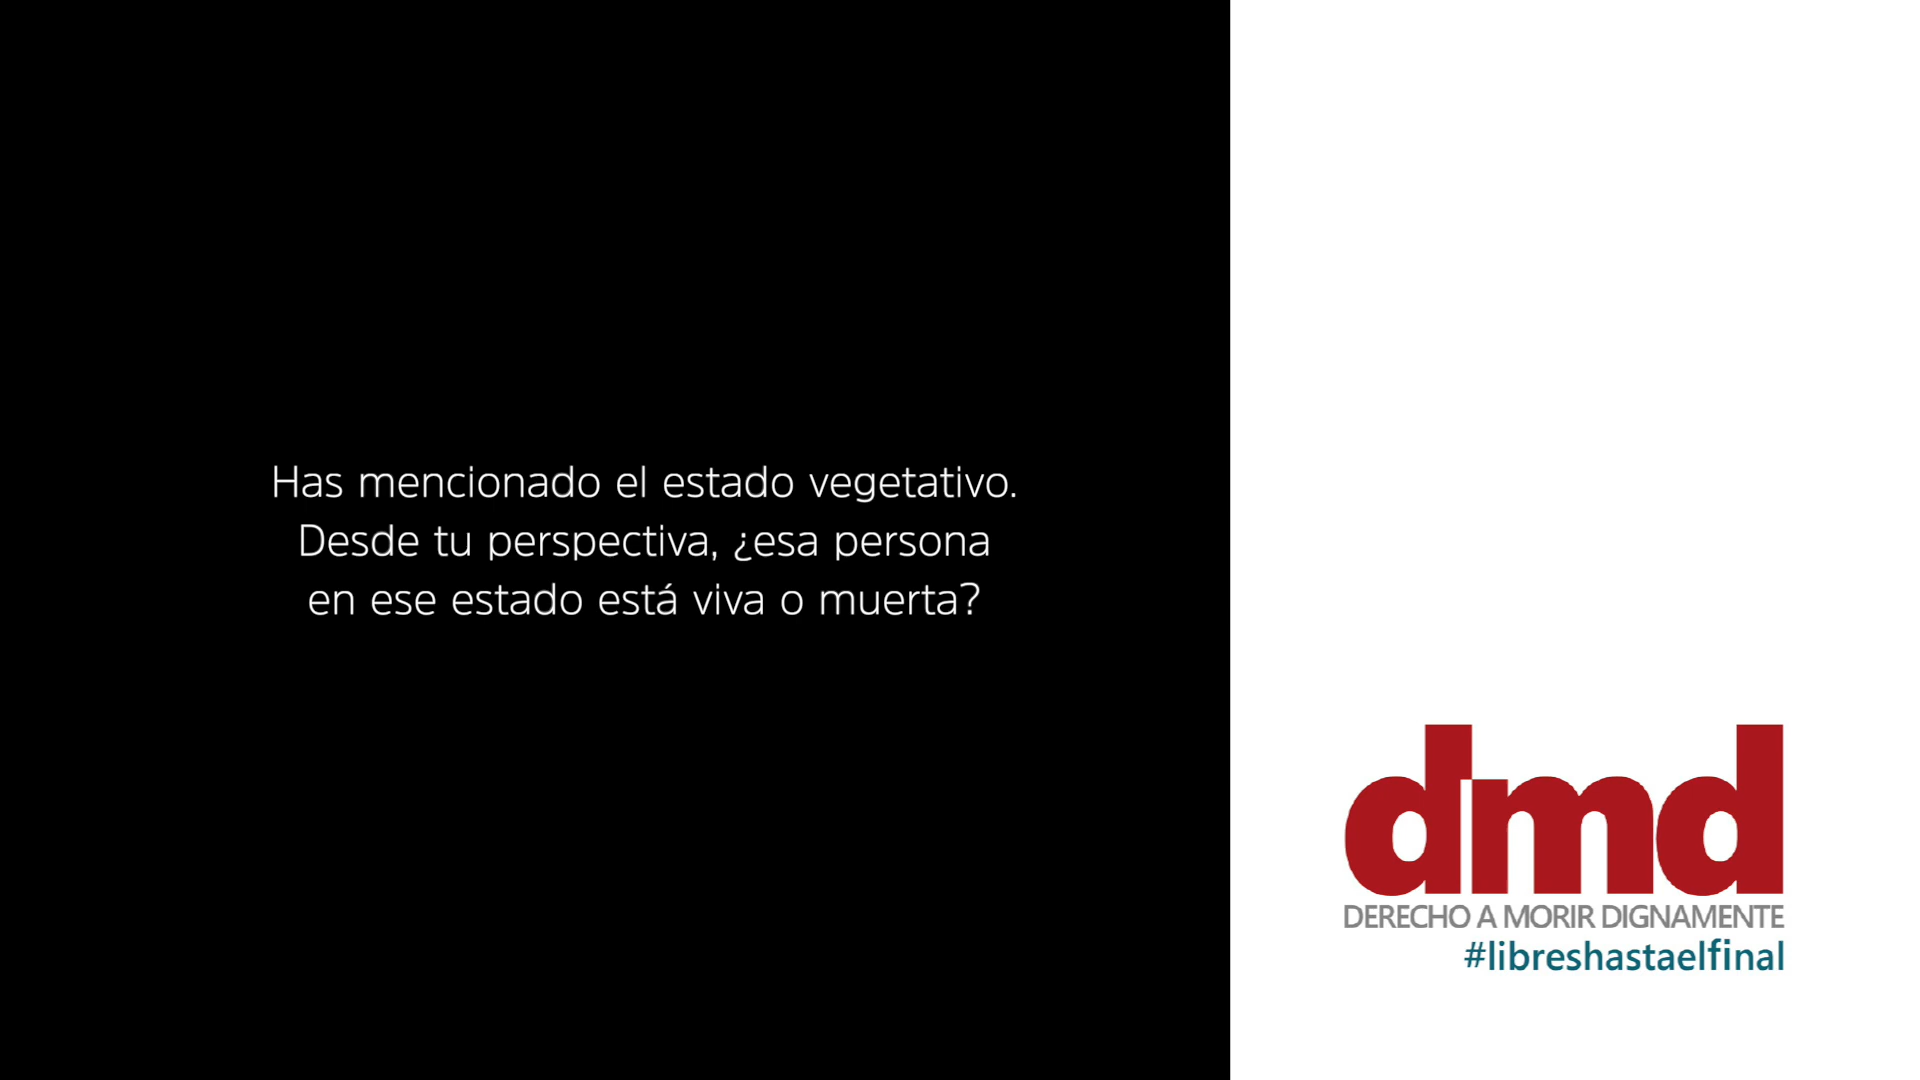 Has mencionado el estado vegetativo.
Desde tu perspectiva, ¿esa persona
en ese estado está viva o muerta?
dmd
DERECHO A MORIR DIGNAMENTE
#libreshastaelfinal